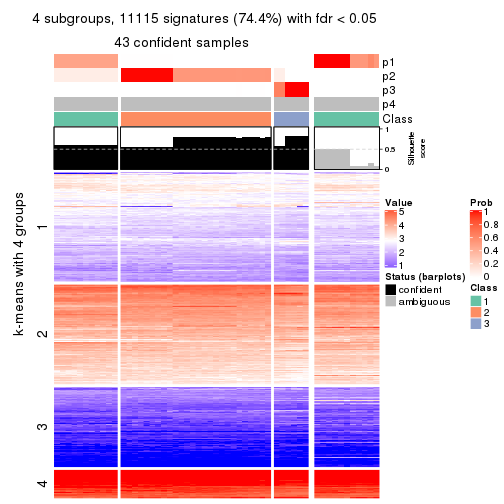 4 subgroups, 11115 signatures (74.4%) with fdr < 0.05
43 confident samples
p1
p2
p3
p4
Class
1
0.5
0
Silhouette
score
k-means with 4 groups
1
2
3
4
Value
5
4
3
2
1
Status (barplots)
confident
ambiguous
Prob
1
0.8
0.6
0.4
0.2
0
Class
1
2
3